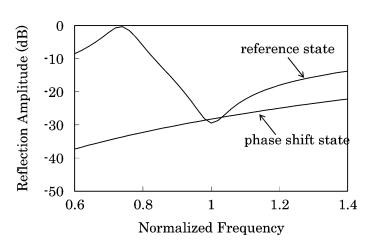 Reflection Amplitude (dB)
0
-10
-20
-30
-40
-50
reference state
phase shift state
0.6 0.8 1 1.2 1.4
Normalized Frequency